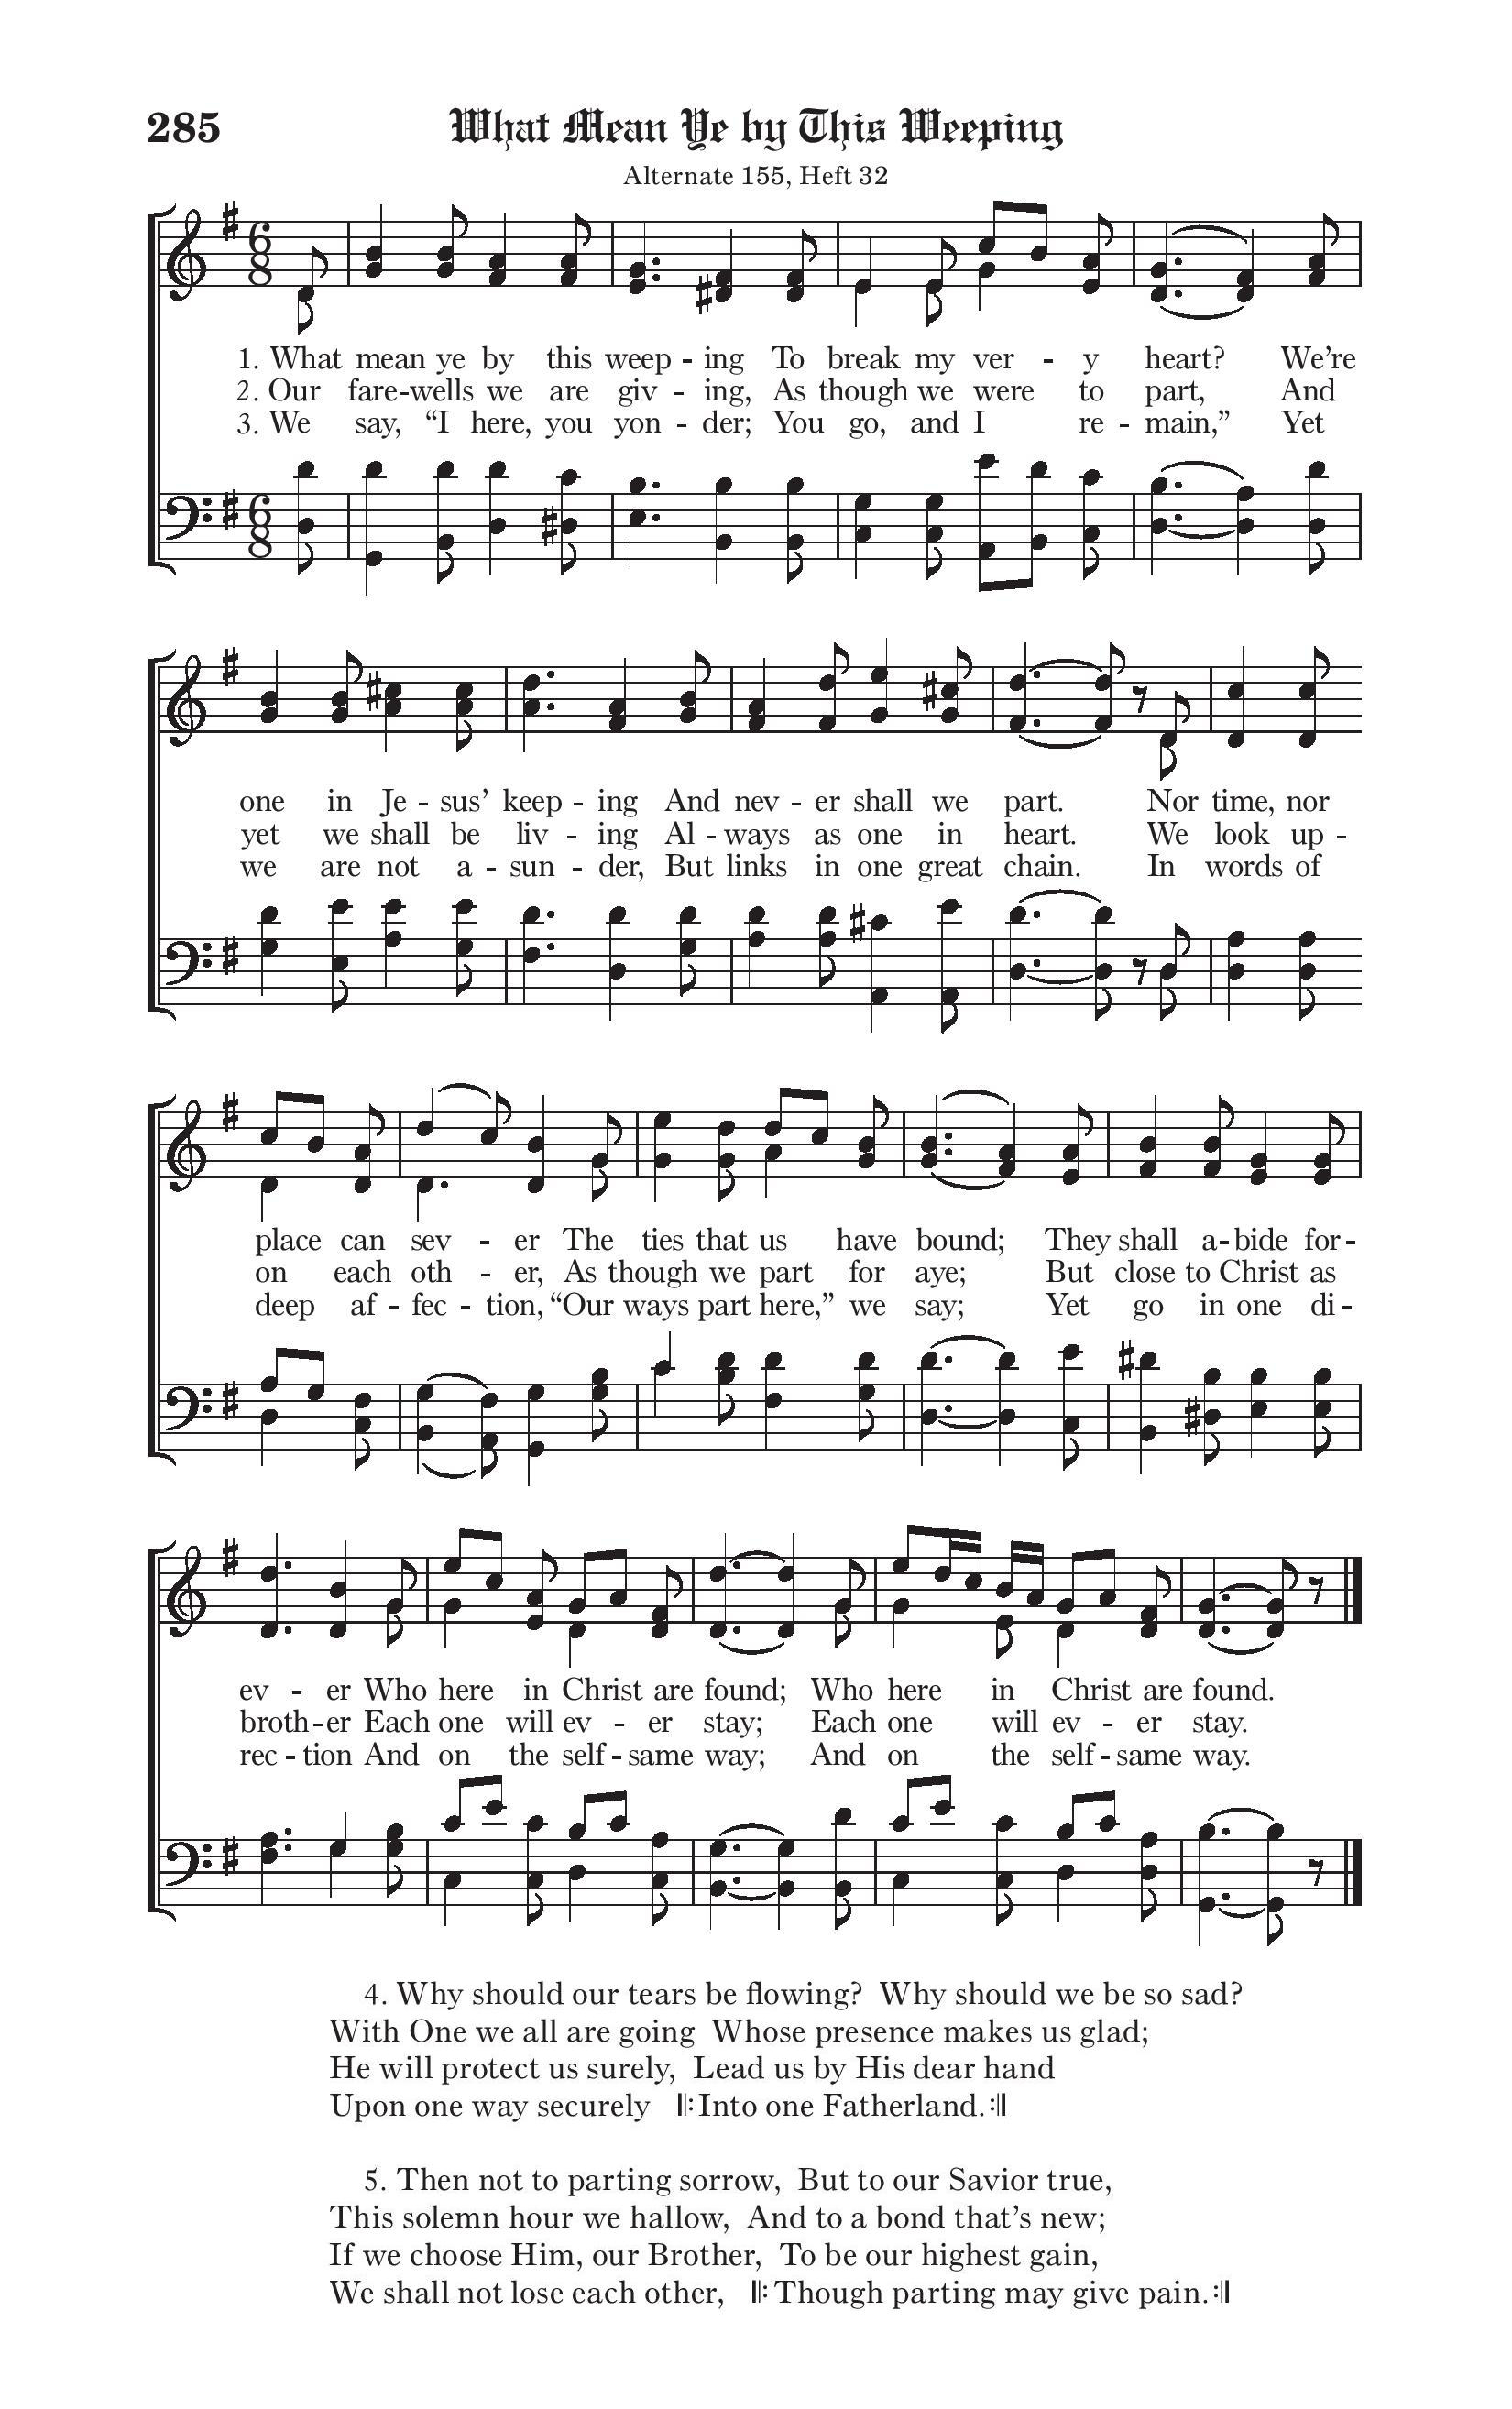 285 What Mean Ye by This Weeping
Alternate 155, Heft 32
1. What mean ye by this weep - ing To break my ver - y heart? We’re
2. Our fare - wells we are giv - ing, As though we were to part, And
3. We say, “I here, you yon - der; You go, and I re - main,” Yet
one in Je - sus’ keep - ing And nev - er shall we part. Nor time, nor
yet we shall be liv - ing Al - ways as one in heart. We look up -
we are not a - sun - der, But links in one great chain. In words of
place can sev - er The ties that us have bound; They shall a - bide for -
on each oth - er, As though we part for aye; But close to Christ as
deep af - fec - tion, “Our ways part here,” we say; Yet go in one di -
ev - er Who here in Christ are found; Who here in Christ are found.
broth - er Each one will ev - er stay; Each one will ev - er stay.
rec - tion And on the self - same way; And on the self - same way.
4. Why should our tears be flowing? Why should we be so sad?
With One we all are going Whose presence makes us glad;
He will protect us surely, Lead us by His dear hand
Upon one way securely 𝄆 Into one Fatherland. 𝄇
5. Then not to parting sorrow, But to our Savior true,
This solemn hour we hallow, And to a bond that’s new;
If we choose Him, our Brother, To be our highest gain,
We shall not lose each other, 𝄆 Though parting may give pain. 𝄇